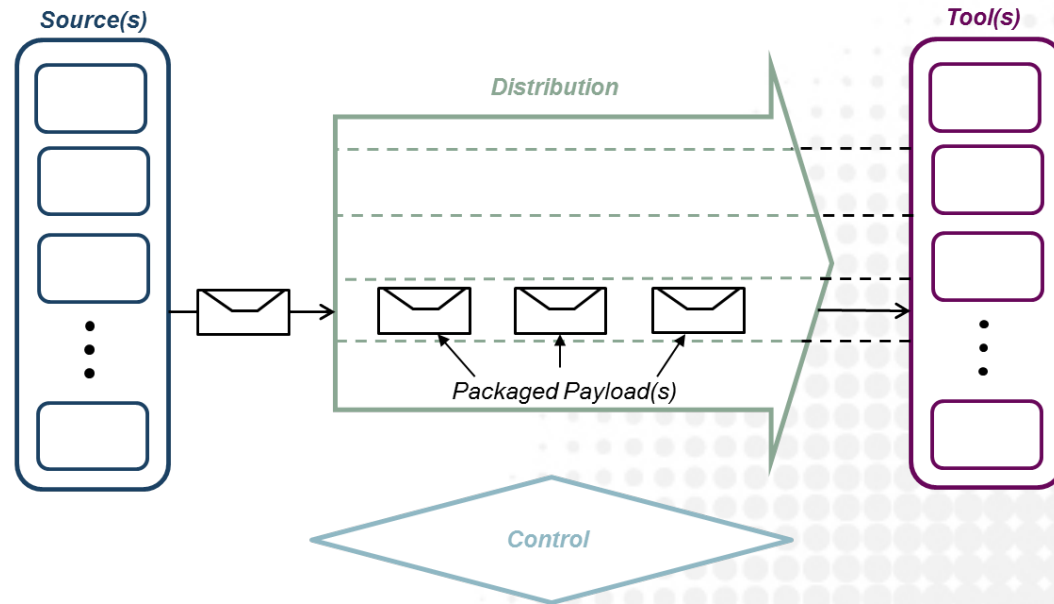 Source(s)
Tool(s)
Distribution
Packaged Payload(s)
Control